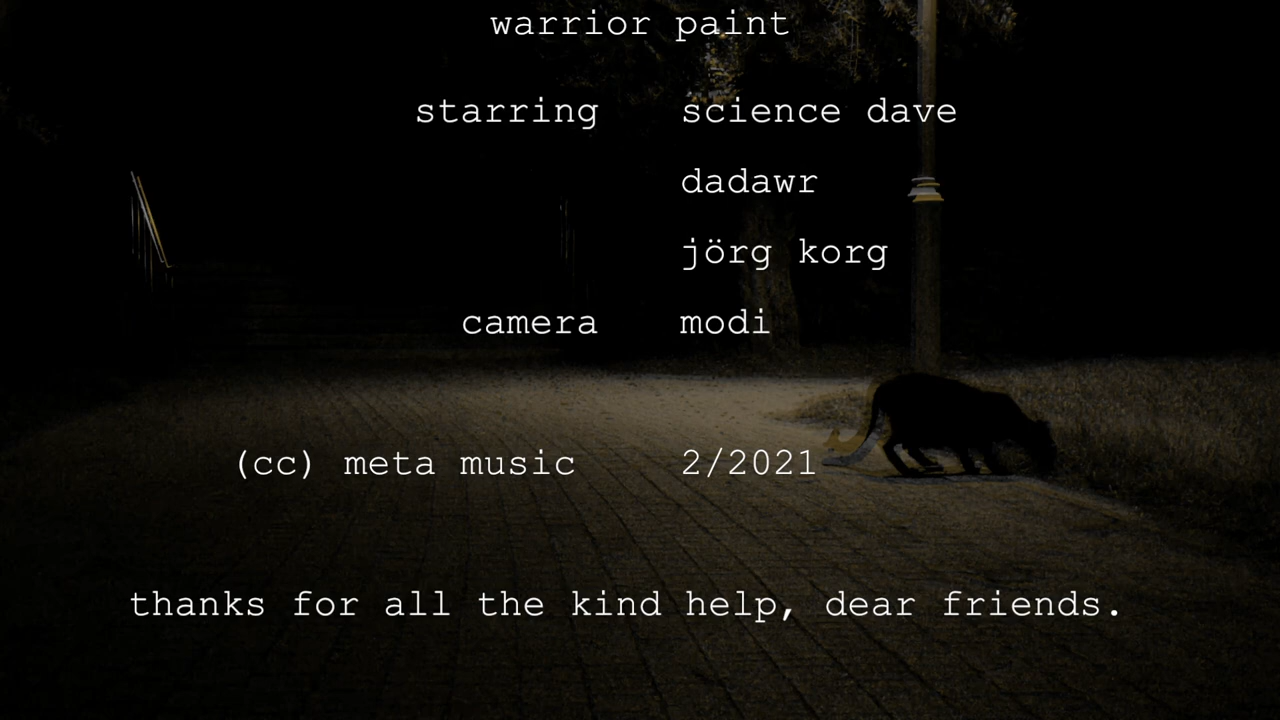 warrior paint
starring science dave
dadawr
jörg korg
camera modi
(cc) meta music 2/2021
thanks for all the kind help, dear friends.